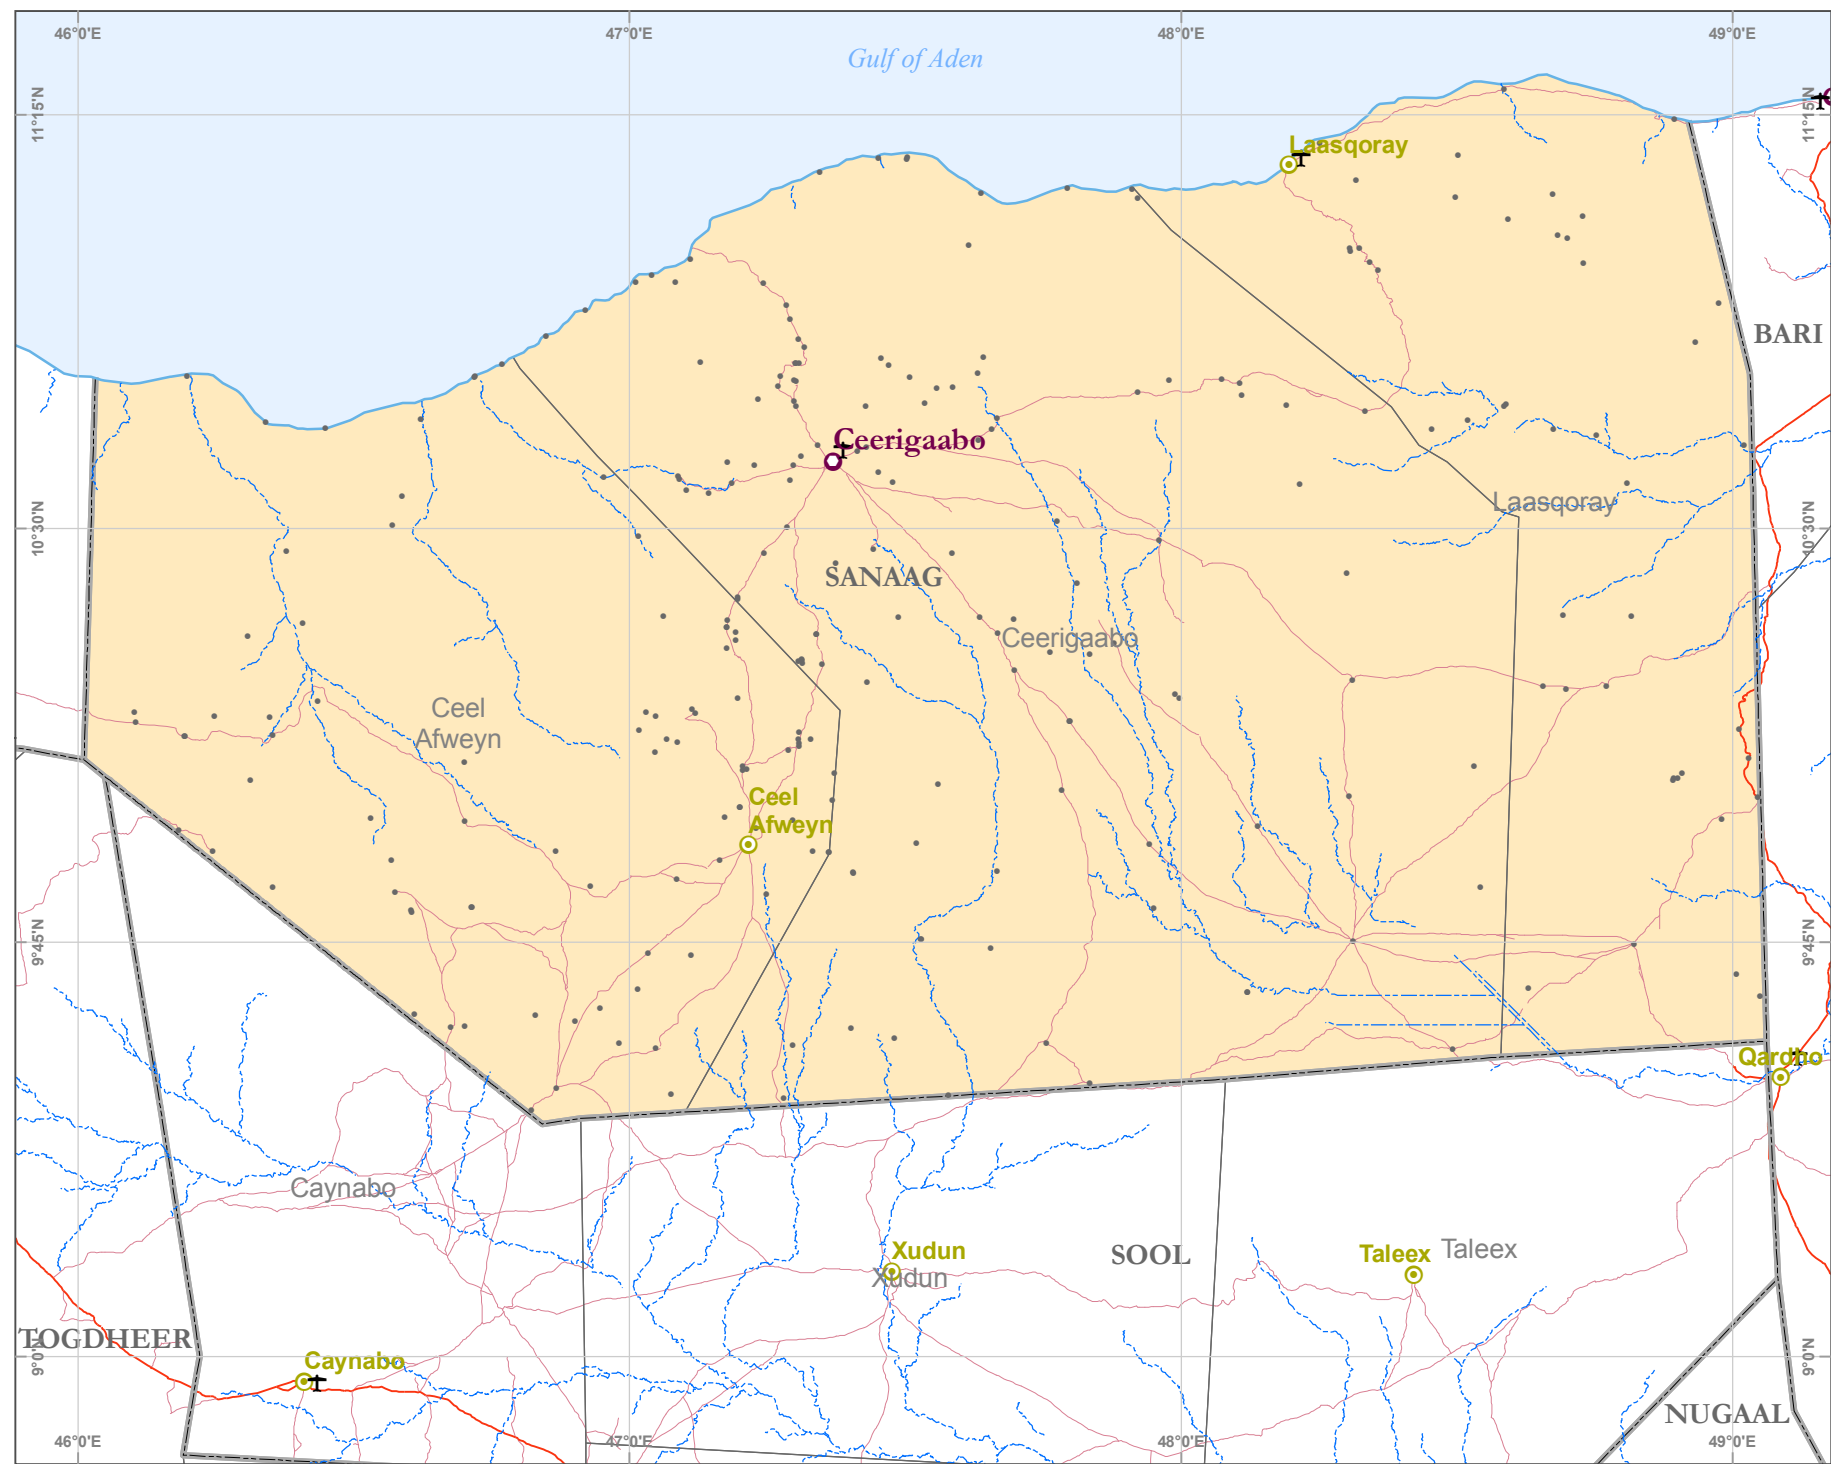 46°0'E
47°0'E
48°0'E
49°0'E
Gulf of Aden
11°15'N
11°15'N
Laasqoray
BARI
Ceerigaabo
Laasqoray
10°30'N
10°30'N
SANAAG
Ceerigaabo
Ceel
Afweyn
Ceel
Afweyn
9°45'N
9°45'N
Qardho
Caynabo
Xudun
Xudun
SOOL
Taleex
Taleex
TOGDHEER
9°0'N
9°0'N
Caynabo
NUGAAL
46°0'E
47°0'E
48°0'E
49°0'E